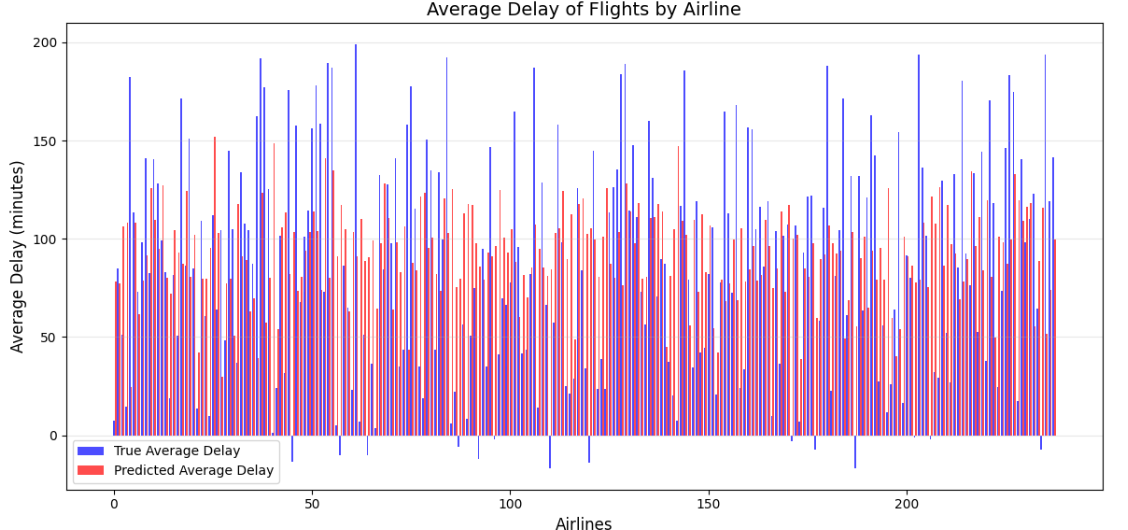 Average Delay of Flights by Airline
Average Delay (minutes)
200
150
100
50
0
True Average Delay
Predicted Average Delay
0 50 100 150 200
Airlines